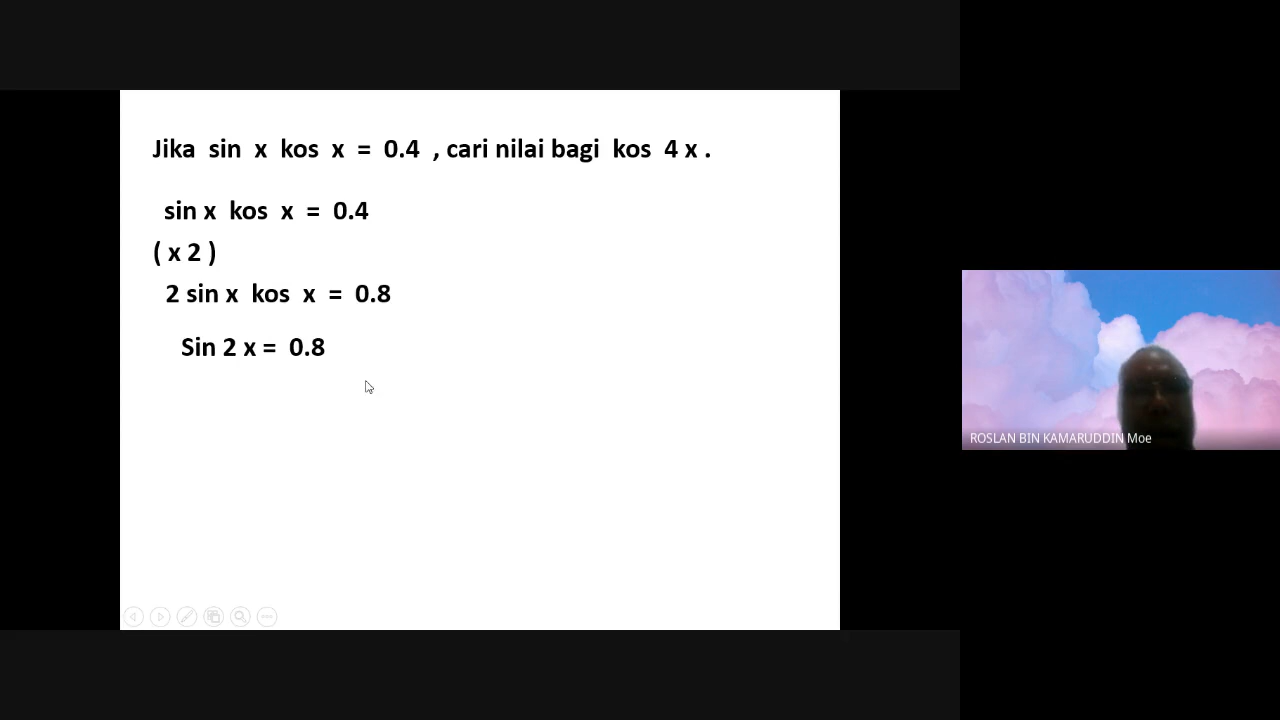 Jika sin x kos x = 0.4 , cari nilai bagi kos 4 x .
sin x kos x = 0.4
( x 2 )
2 sin x kos x = 0.8
Sin 2 x = 0.8
ROSLAN BIN KAMARUDDIN Moe